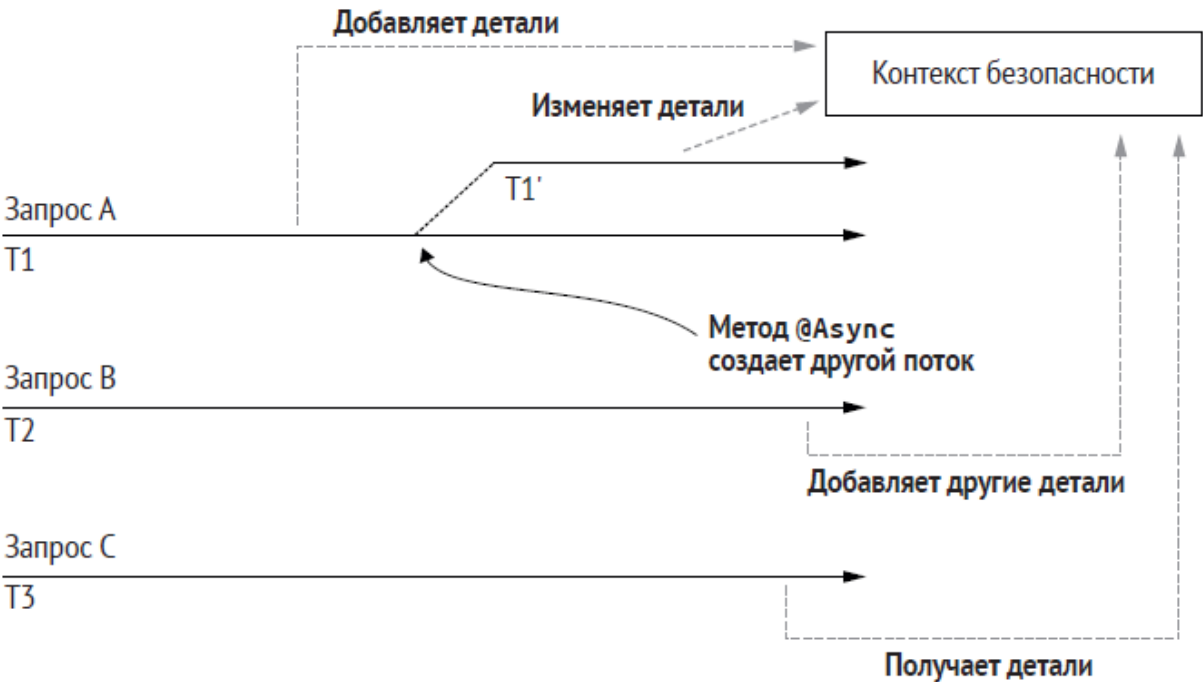 Добавляет детали
Контекст безопасности
Изменяет детали
T1'
Запрос A
T1
Метод @Async
создает другой поток
Запрос B
T2
Добавляет другие детали
Запрос C
T3
Получает детали